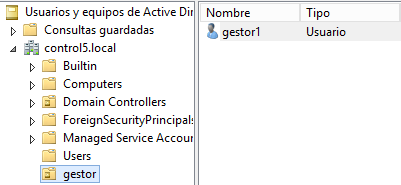 Usuarios y equipos de Active Dir
Consultas guardadas
control5.local
Builtin
Computers
Domain Controllers
ForeignSecurityPrincipals
Managed Service Accour
Users
gestor
Nombre Tipo
gestor1 Usuario